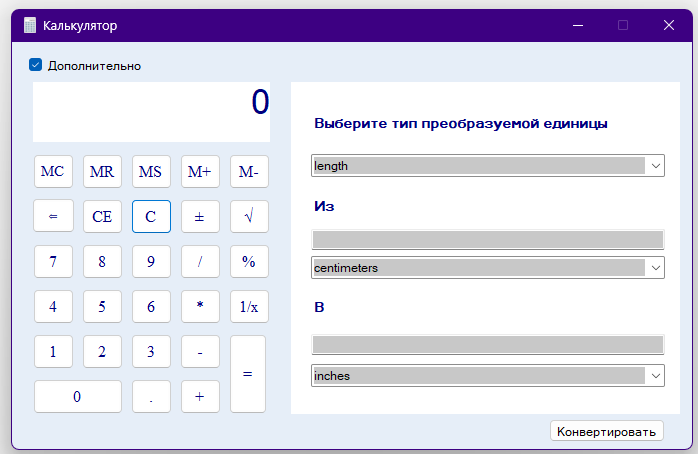 Калькулятор
Дополнительно
0
MC MR MS M+ M-
⇐ CE C ± √
7 8 9 / %
4 5 6 * 1/x
1 2 3 - =
0 . +
Выберите тип преобразуемой единицы
length
Из
centimeters
В
inches
Конвертировать